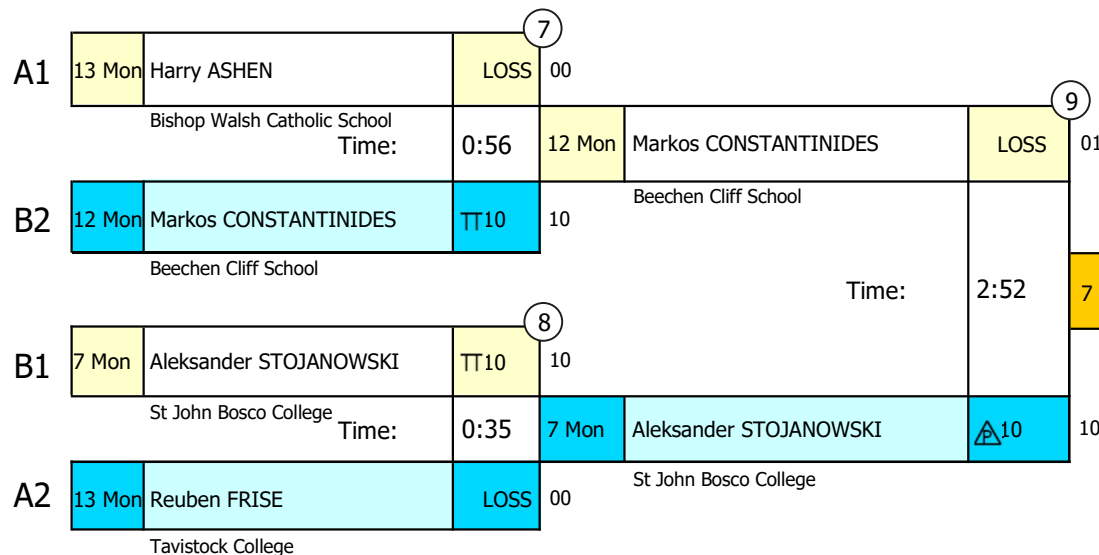 7
A1 13 Mon Harry ASHEN LOSS 00
9
Bishop Walsh Catholic School
Time: 0:56 12 Mon Markos CONSTANTINIDES LOSS 01
Beechen Cliff School
B2 12 Mon Markos CONSTANTINIDES TT10 10
Beechen Cliff School
Time: 2:52 7
8
B1 7 Mon Aleksander STOJANOWSKI TT10 10
St John Bosco College
Time: 0:35 7 Mon Aleksander STOJANOWSKI P10 10
St John Bosco College
A2 13 Mon Reuben FRISE LOSS 00
Tavistock College